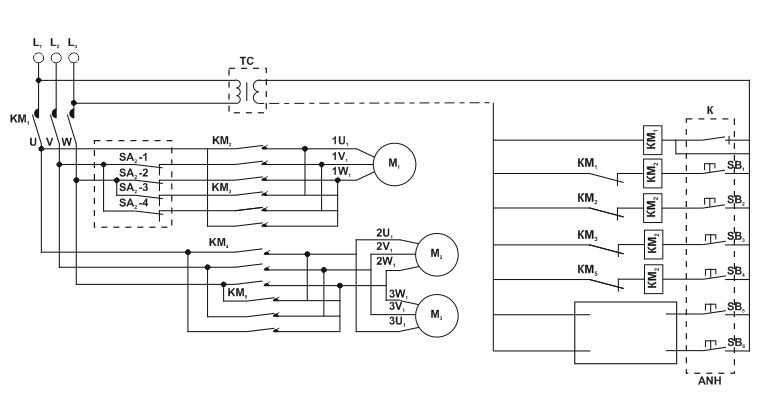 L₁ L₂ L₃
TC
KM₁
U V W
SA₂-1
SA₂-2
SA₂-3
SA₂-4
KM₂
KM₃
1U₁
1V₁
1W₁
M₁
KM₄
KM₅
2U₁
2V₁
2W₁
M₂
3W₁
3V₁
3U₁
M₃
K
KM₁
KM₁ KM₂ SB₁
KM₂ KM₂ SB₂
KM₃ KM₂ SB₃
KM₅ KM₂ SB₄
SB₅
SB₆
ANH